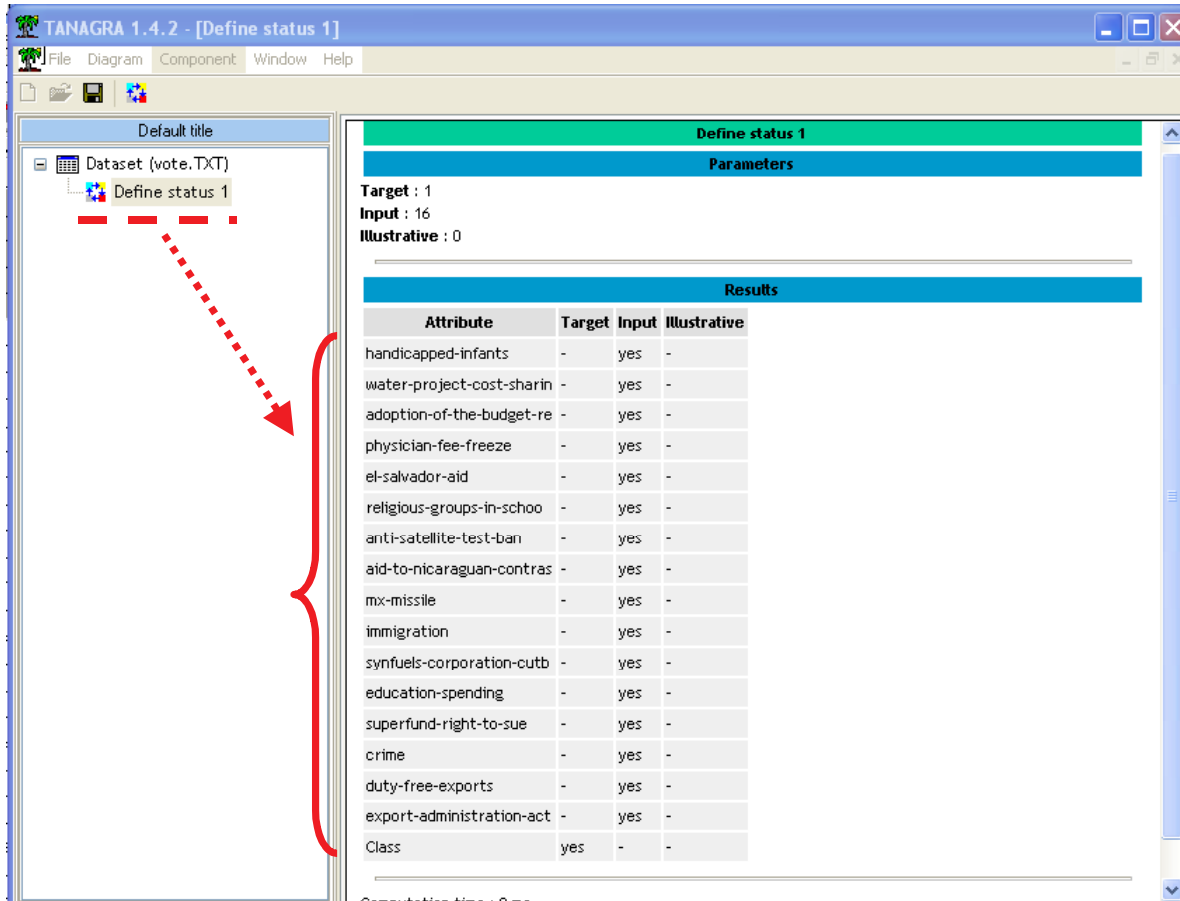 TANAGRA 1.4.2 - [Define status 1]
File Diagram Component Window Help
Default title
Dataset (vote.TXT)
Define status 1
Define status 1
Parameters
Target : 1
Input : 16
Illustrative : 0
Results
Attribute Target Input Illustrative
handicapped-infants - yes -
water-project-cost-sharin - yes -
adoption-of-the-budget-re - yes -
physician-fee-freeze - yes -
el-salvador-aid - yes -
religious-groups-in-schoo - yes -
anti-satellite-test-ban - yes -
aid-to-nicaraguan-contras - yes -
mx-missile - yes -
immigration - yes -
synfuels-corporation-cutb - yes -
education-spending - yes -
superfund-right-to-sue - yes -
crime - yes -
duty-free-exports - yes -
export-administration-act - yes -
Class yes - -